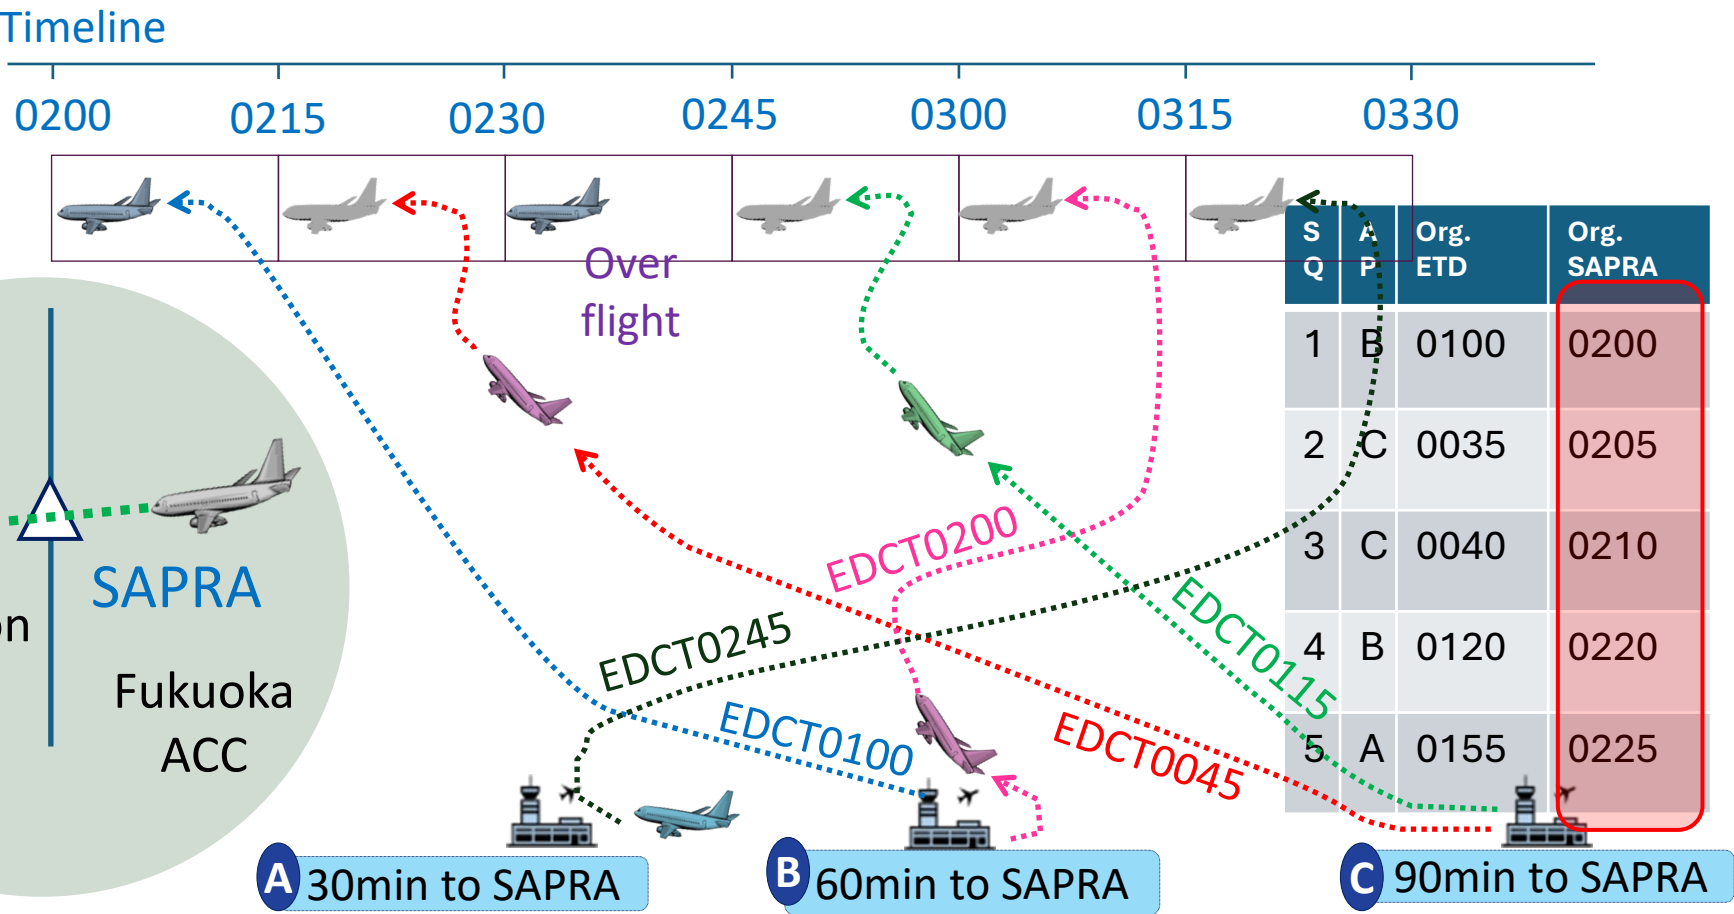 Timeline
0200 0215 0230 0245 0300 0315 0330
Over
flight
SAPRA
on
Fukuoka
ACC
EDCT0200
EDCT0245
EDCT0100
EDCT0045
EDCT0115
S A Org. Org.
Q P ETD SAPRA
1 B 0100 0200
2 C 0035 0205
3 C 0040 0210
4 B 0120 0220
5 A 0155 0225
A 30min to SAPRA
B 60min to SAPRA
C 90min to SAPRA